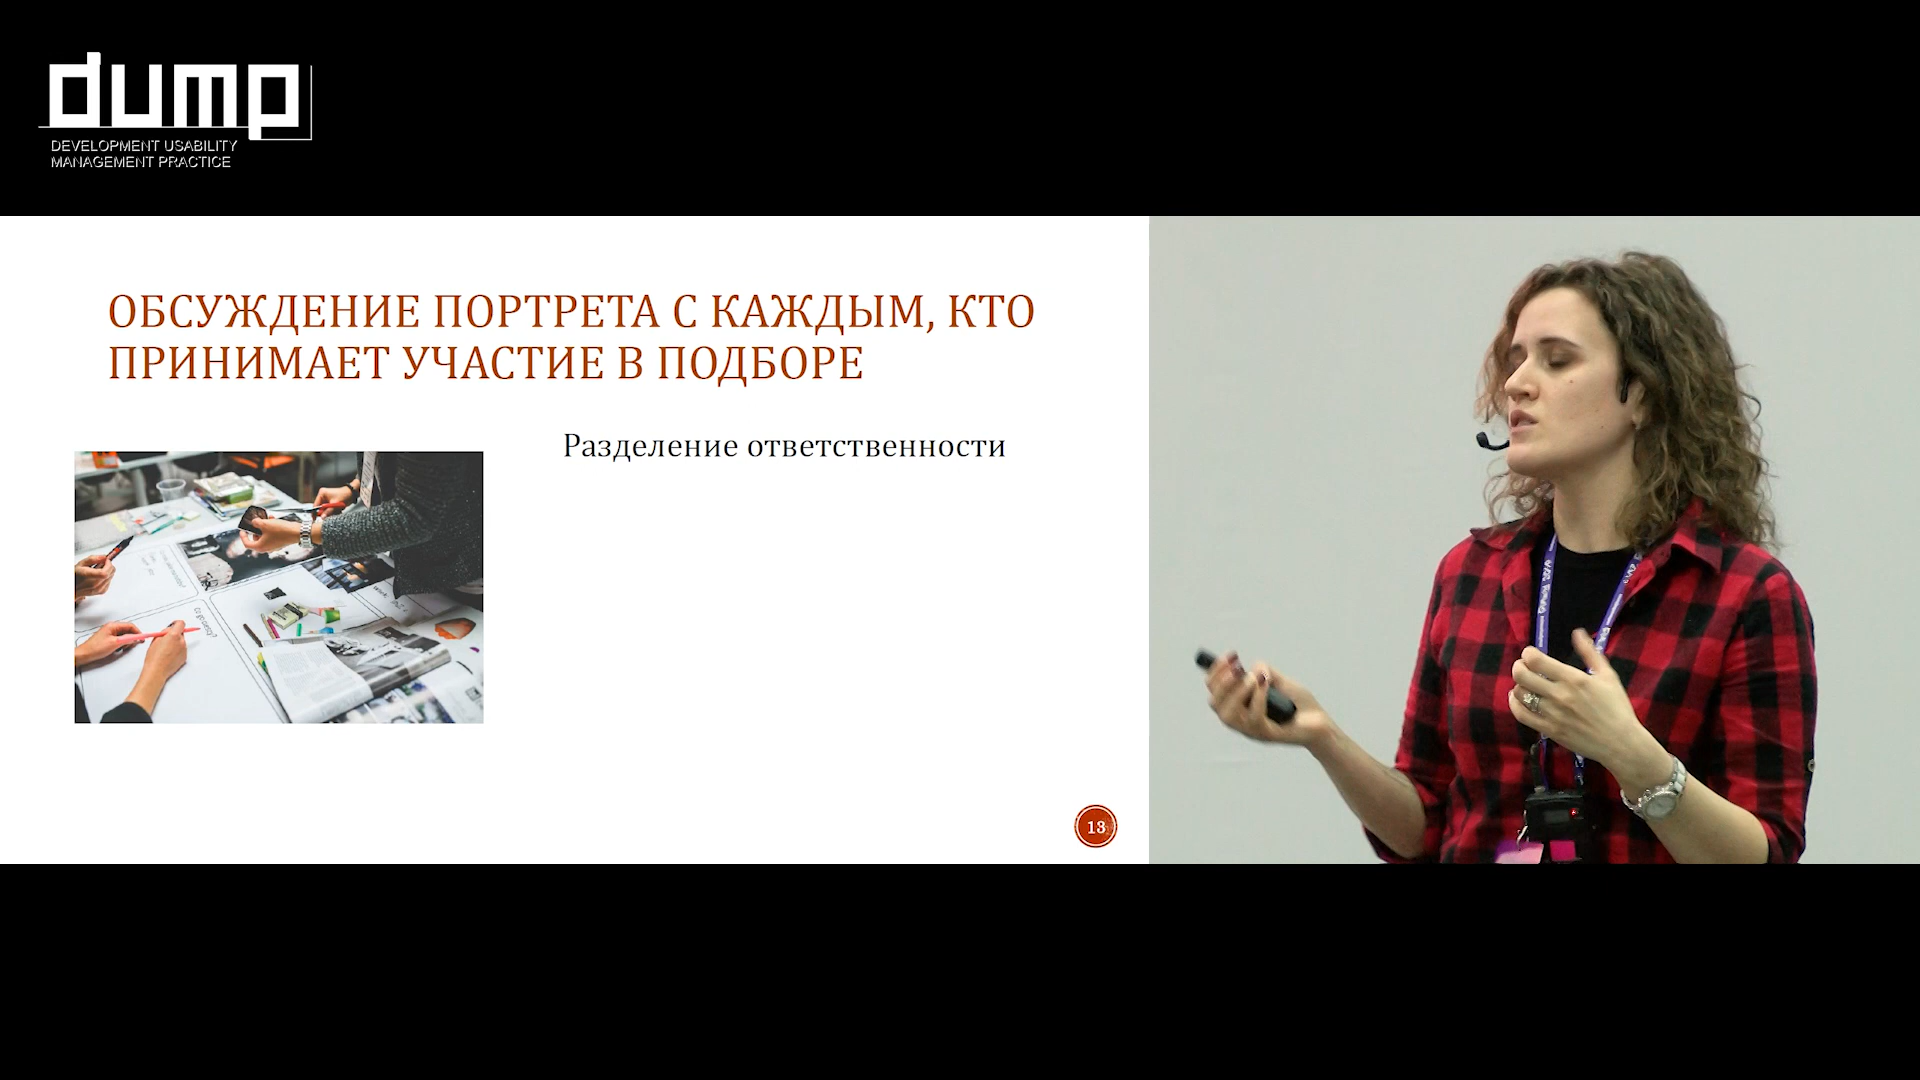 dump
DEVELOPMENT USABILITY
MANAGEMENT PRACTICE
ОБСУЖДЕНИЕ ПОРТРЕТА С КАЖДЫМ, КТО
ПРИНИМАЕТ УЧАСТИЕ В ПОДБОРЕ
Разделение ответственности
13